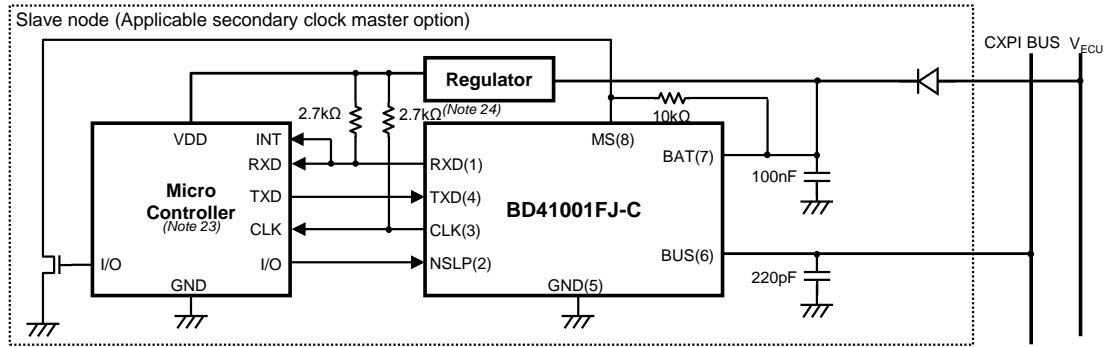 Slave node (Applicable secondary clock master option)
CXPI BUS
VECU
Regulator
2.7kΩ
2.7kΩ(Note 24)
10kΩ
VDD
INT
RXD
TXD
CLK
I/O
I/O
GND
Micro
Controller
(Note 23)
MS(8)
RXD(1)
BAT(7)
TXD(4)
BD41001FJ-C
CLK(3)
NSLP(2)
BUS(6)
GND(5)
100nF
220pF